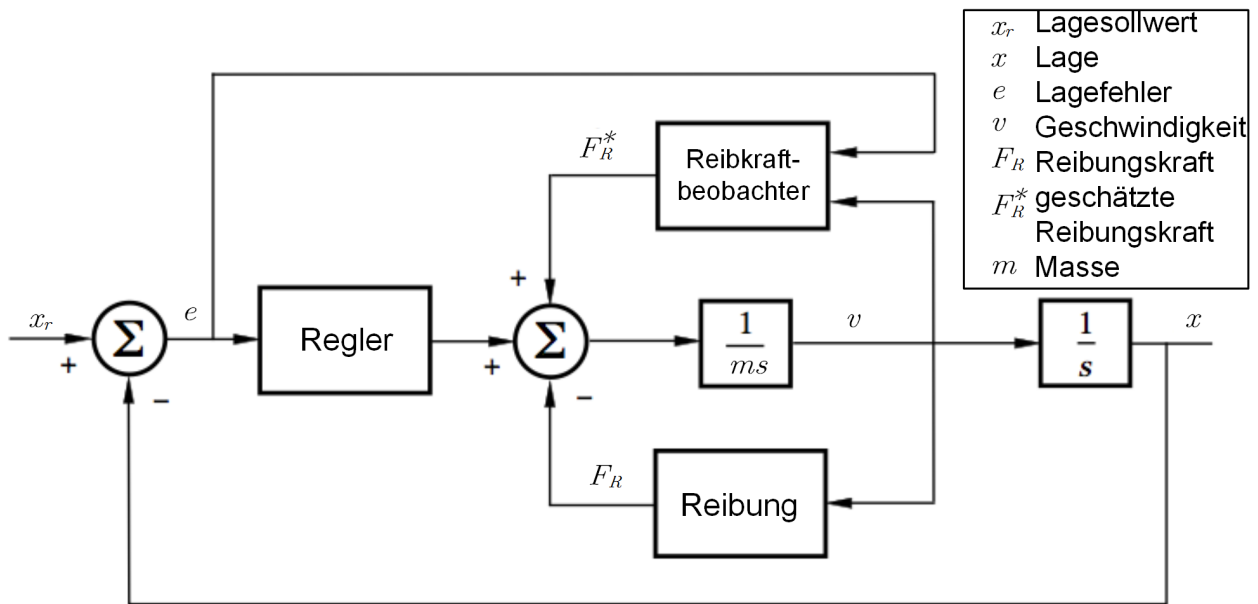 x_r Lagesollwert
x Lage
e Lagefehler
v Geschwindigkeit
F_R Reibungskraft
F_R^* geschätzte
Reibungskraft
m Masse
F_R^*
Reibkraft-
beobachter
+
x_r
+
Σ
−
e
Regler
+
Σ
−
1
ms
v
1
s
x
F_R
Reibung